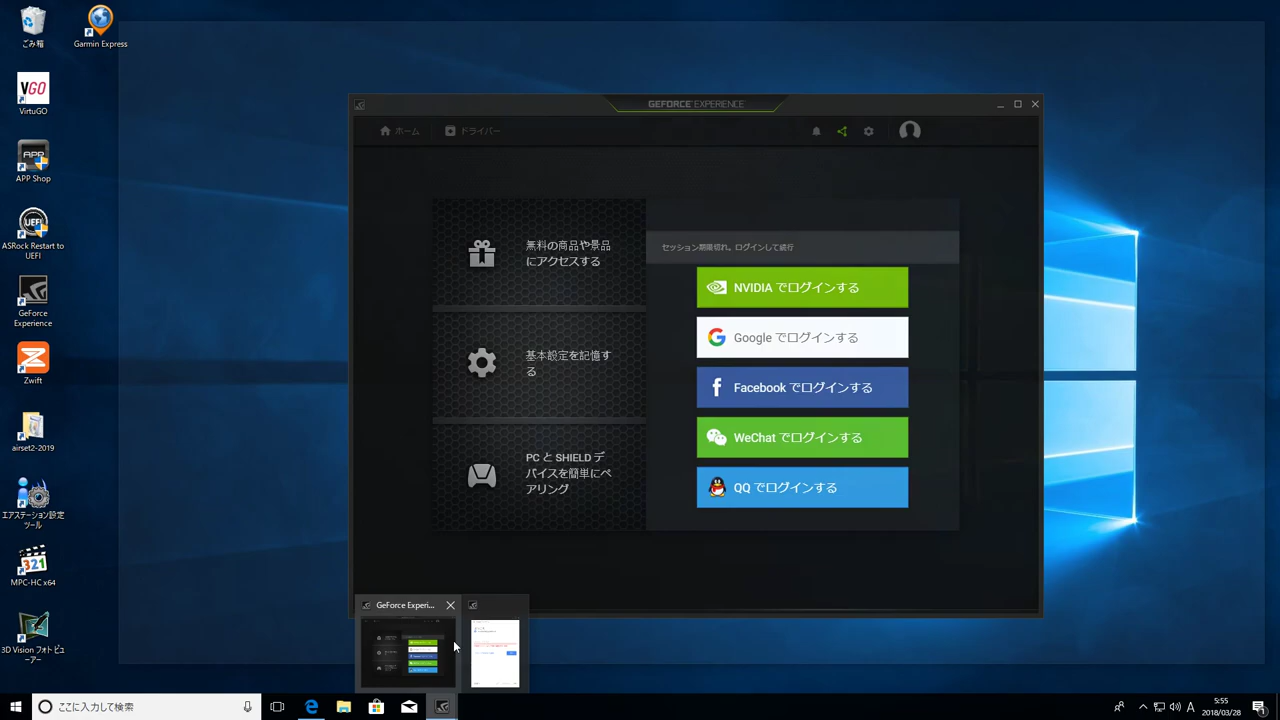 ごみ箱
Garmin Express
VGO
VirtuGO
APP
APP Shop
UEFI
ASRock Restart to
UEFI
GeForce
Experience
Zwift
airset2-2019
エアステーション設定
ツール
321
MPC-HC x64
3D Vision フォトビュ
ーアー
GEFORCE EXPERIENCE
ホーム
ドライバー
無料の商品や景品
にアクセスする
基本設定を記憶す
る
PC と SHIELD デ
バイスを簡単にペ
アリング
セッション期限切れ。ログインして続行
NVIDIA でログインする
Google でログインする
Facebook でログインする
WeChat でログインする
QQ でログインする
GeForce Experi...
ここに入力して検索
A
5:55
2018/03/28
1